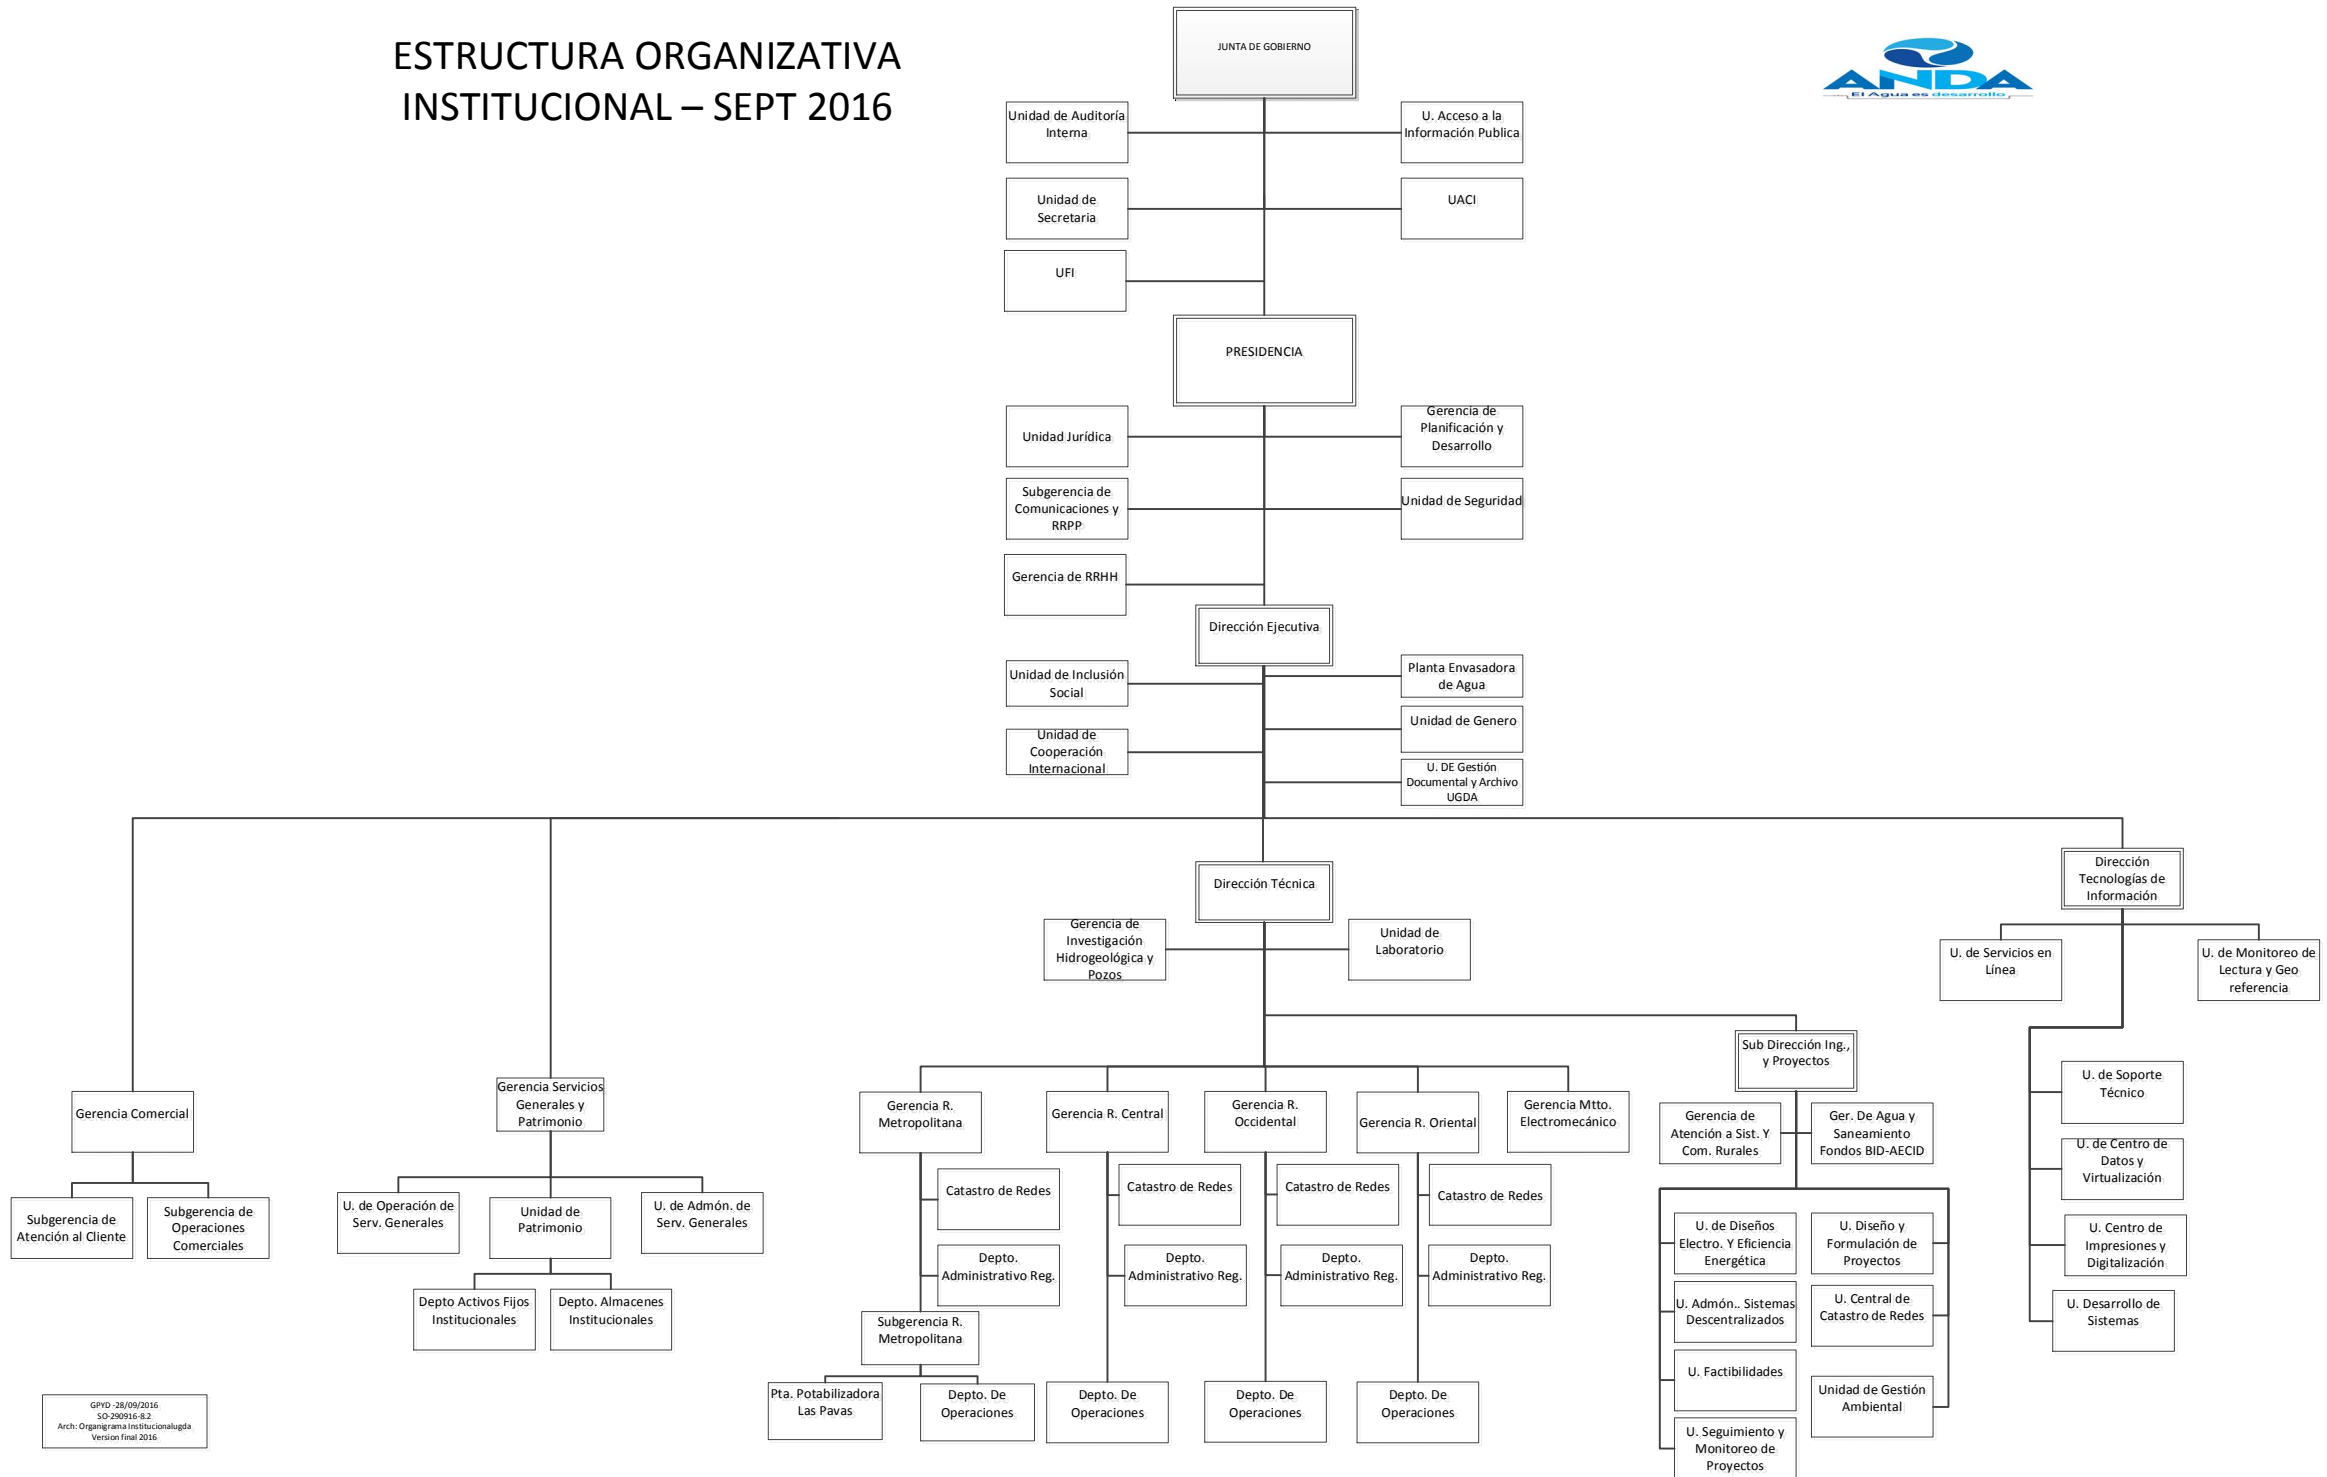 ESTRUCTURA ORGANIZATIVA
INSTITUCIONAL – SEPT 2016
JUNTA DE GOBIERNO
ANDA
El Agua es desarrollo
Unidad de Auditoría
Interna
U. Acceso a la
Información Publica
Unidad de
Secretaria
UACI
UFI
PRESIDENCIA
Unidad Jurídica
Gerencia de
Planificación y
Desarrollo
Subgerencia de
Comunicaciones y
RRPP
Unidad de Seguridad
Gerencia de RRHH
Dirección Ejecutiva
Unidad de Inclusión
Social
Planta Envasadora
de Agua
Unidad de Genero
Unidad de
Cooperación
Internacional
U. DE Gestión
Documental y Archivo
UGDA
Dirección Técnica
Dirección
Tecnologías de
Información
Gerencia de
Investigación
Hidrogeológica y
Pozos
Unidad de
Laboratorio
U. de Servicios en
Línea
U. de Monitoreo de
Lectura y Geo
referencia
Sub Dirección Ing.,
y Proyectos
Gerencia Comercial
Gerencia Servicios
Generales y
Patrimonio
Gerencia R.
Metropolitana
Gerencia R. Central
Gerencia R.
Occidental
Gerencia R. Oriental
Gerencia Mtto.
Electromecánico
Gerencia de
Atención a Sist. Y
Com. Rurales
Ger. De Agua y
Saneamiento
Fondos BID-AECID
U. de Soporte
Técnico
U. de Centro de
Datos y
Virtualización
Subgerencia de
Atención al Cliente
Subgerencia de
Operaciones
Comerciales
U. de Operación de
Serv. Generales
Unidad de
Patrimonio
U. de Admón. de
Serv. Generales
Catastro de Redes
Catastro de Redes
Catastro de Redes
Catastro de Redes
U. de Diseños
Electro. Y Eficiencia
Energética
U. Diseño y
Formulación de
Proyectos
U. Centro de
Impresiones y
Digitalización
Depto.
Administrativo Reg.
Depto.
Administrativo Reg.
Depto.
Administrativo Reg.
Depto.
Administrativo Reg.
Depto Activos Fijos
Institucionales
Depto. Almacenes
Institucionales
Subgerencia R.
Metropolitana
U. Admón.. Sistemas
Descentralizados
U. Central de
Catastro de Redes
U. Desarrollo de
Sistemas
U. Factibilidades
Unidad de Gestión
Ambiental
Pta. Potabilizadora
Las Pavas
Depto. De
Operaciones
Depto. De
Operaciones
Depto. De
Operaciones
Depto. De
Operaciones
U. Seguimiento y
Monitoreo de
Proyectos
GPYD -28/09/2016
SO-290916-8.2
Arch: Organigrama Institucionalugda
Version final 2016